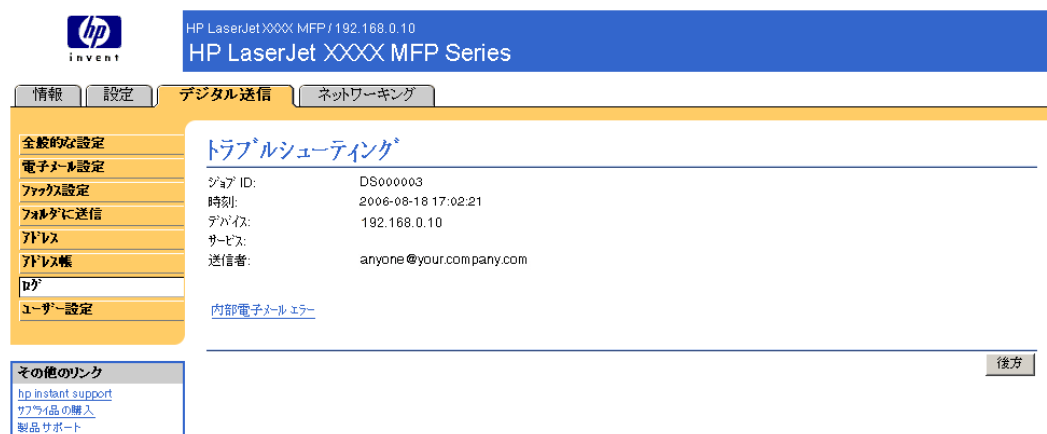 hp
invent
HP LaserJet XXXX MFP / 192.168.0.10
HP LaserJet XXXX MFP Series
情報 設定 デジタル送信 ネットワーキング
全般的な設定
電子メール設定
ファックス設定
フォルダに送信
アドレス
アドレス帳
ログ
ユーザー設定
トラブルシューティング
ジョブ ID: DS000003
時刻: 2006-08-18 17:02:21
デバイス: 192.168.0.10
サービス:
送信者: anyone@your.company.com
内部電子メール エラー
後方
その他のリンク
hp instant support
サプライ品の購入
製品サポート